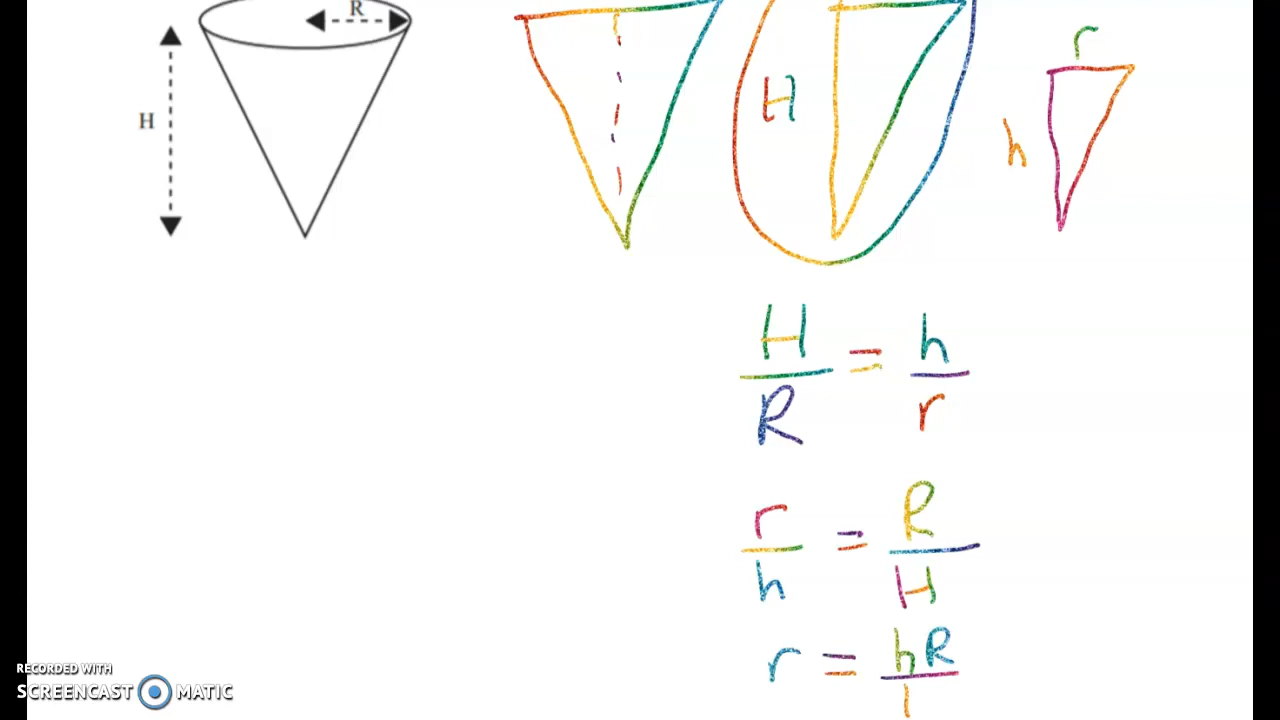 R
H
H
r
h
H/R = h/r
r/h = R/H
r = hR/
RECORDED WITH
SCREENCAST MATIC